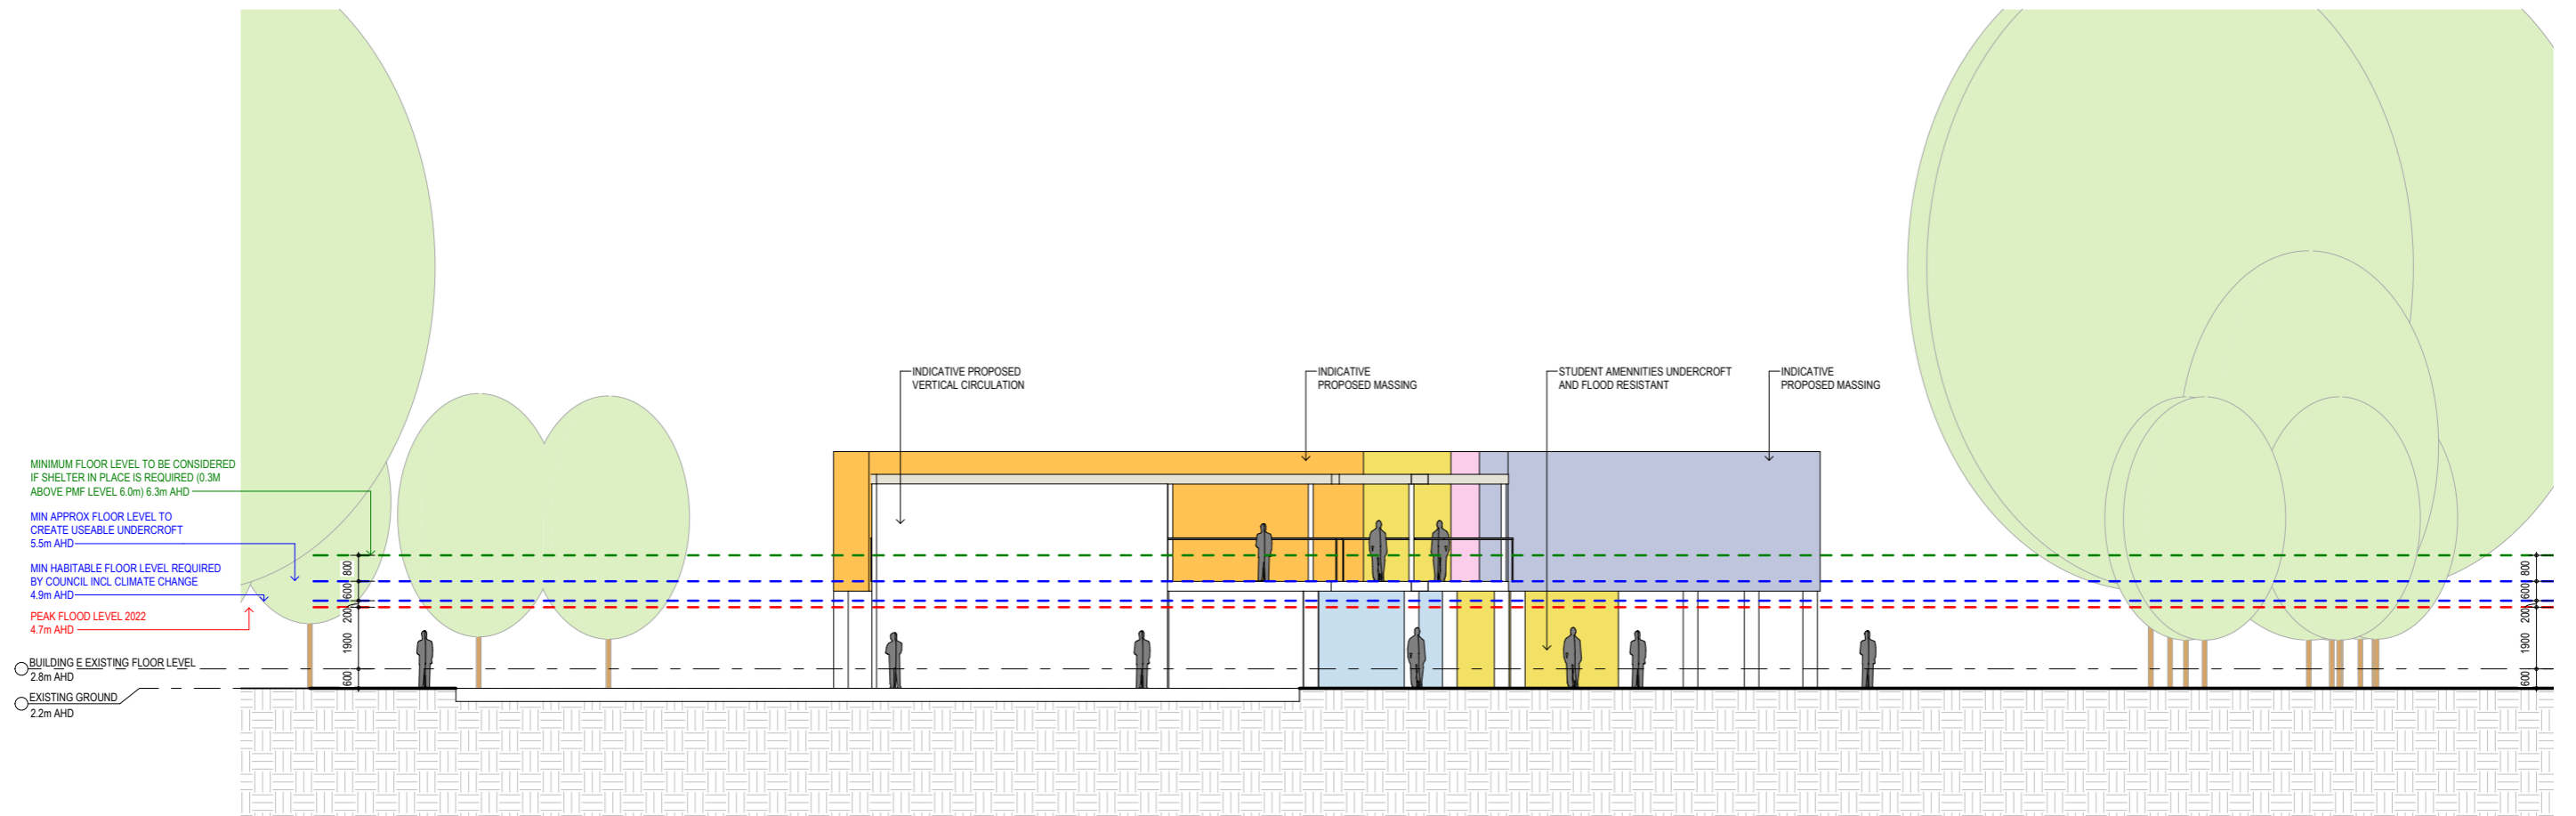 INDICATIVE PROPOSED
VERTICAL CIRCULATION
INDICATIVE
PROPOSED MASSING
STUDENT AMENNITIES UNDERCROFT
AND FLOOD RESISTANT
INDICATIVE
PROPOSED MASSING
MINIMUM FLOOR LEVEL TO BE CONSIDERED
IF SHELTER IN PLACE IS REQUIRED (0.3M
ABOVE PMF LEVEL 6.0m) 6.3m AHD
MIN APPROX FLOOR LEVEL TO
CREATE USEABLE UNDERCROFT
5.5m AHD
MIN HABITABLE FLOOR LEVEL REQUIRED
BY COUNCIL INCL CLIMATE CHANGE
4.9m AHD
PEAK FLOOD LEVEL 2022
4.7m AHD
BUILDING E EXISTING FLOOR LEVEL
2.8m AHD
EXISTING GROUND
2.2m AHD
800
600
200
1900
600
800
600
200
1900
600